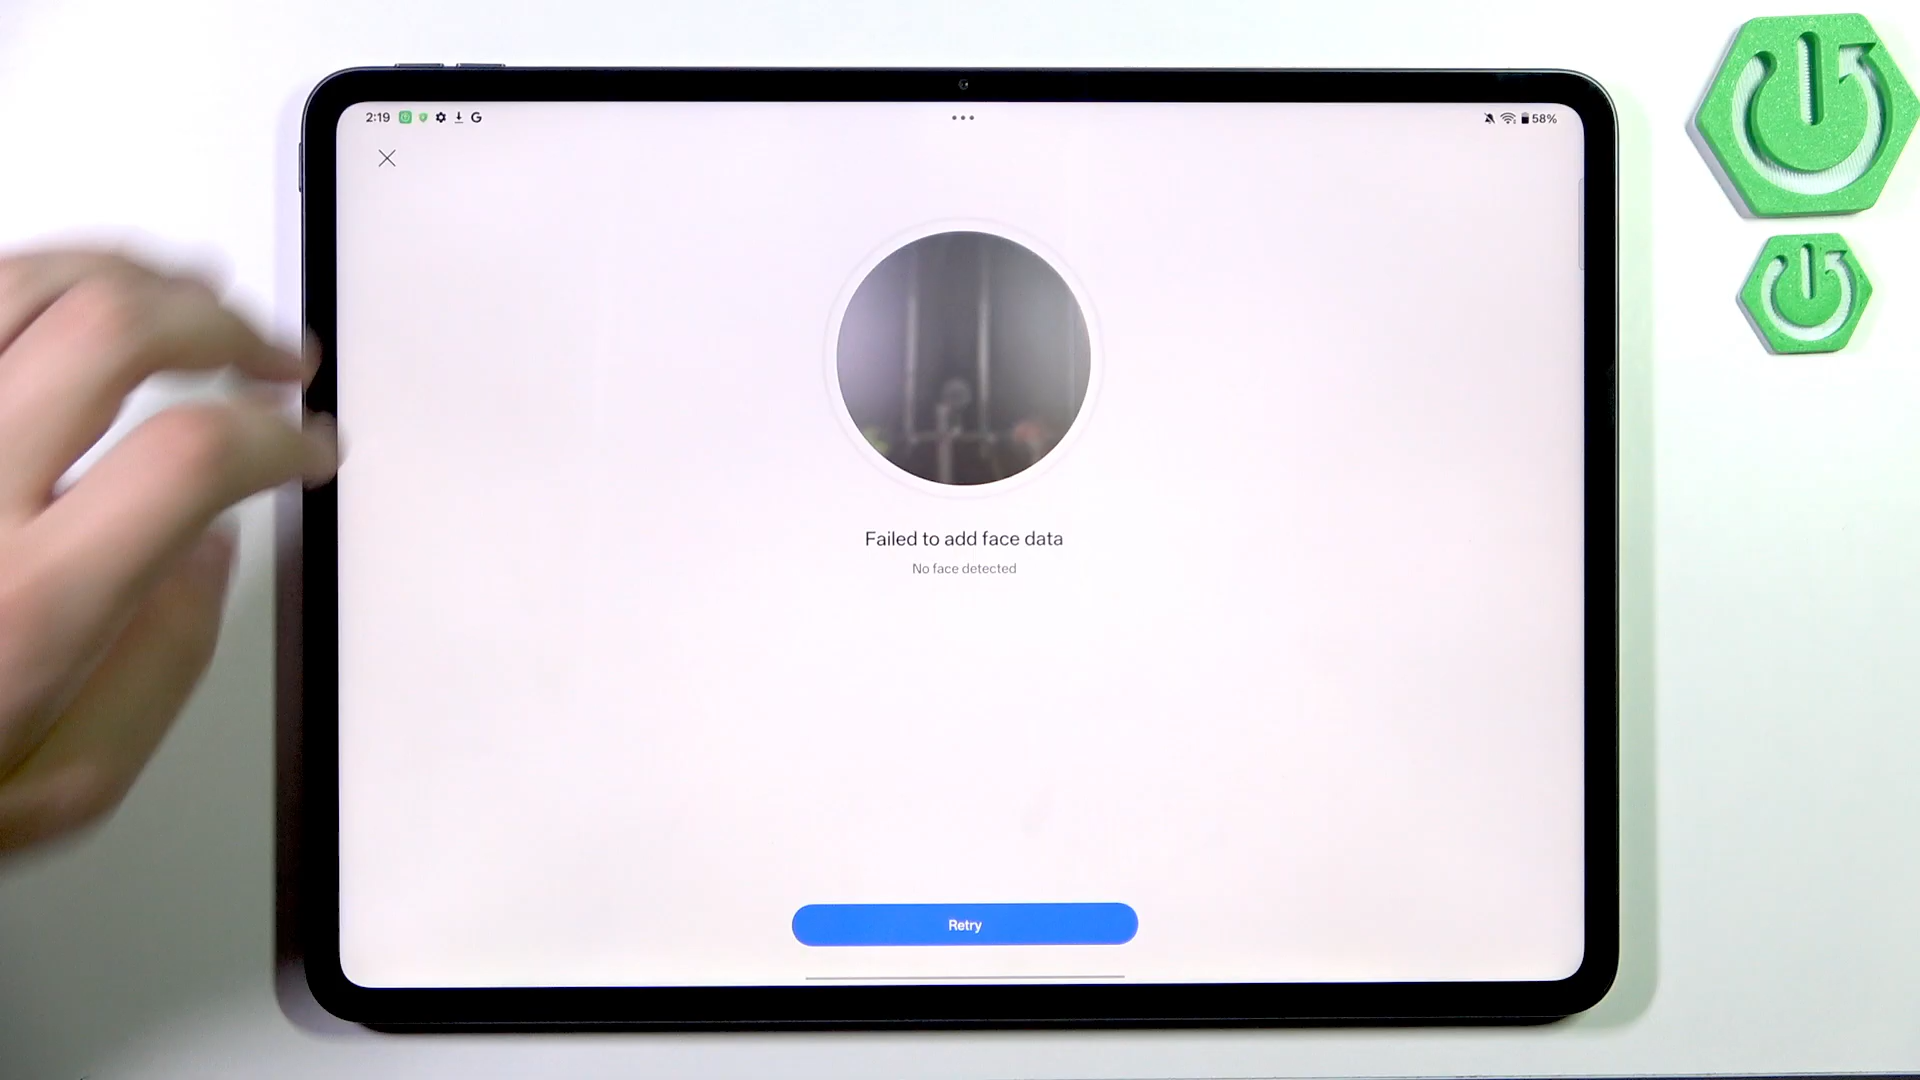 2:19
G
58%
Failed to add face data
No face detected
Retry